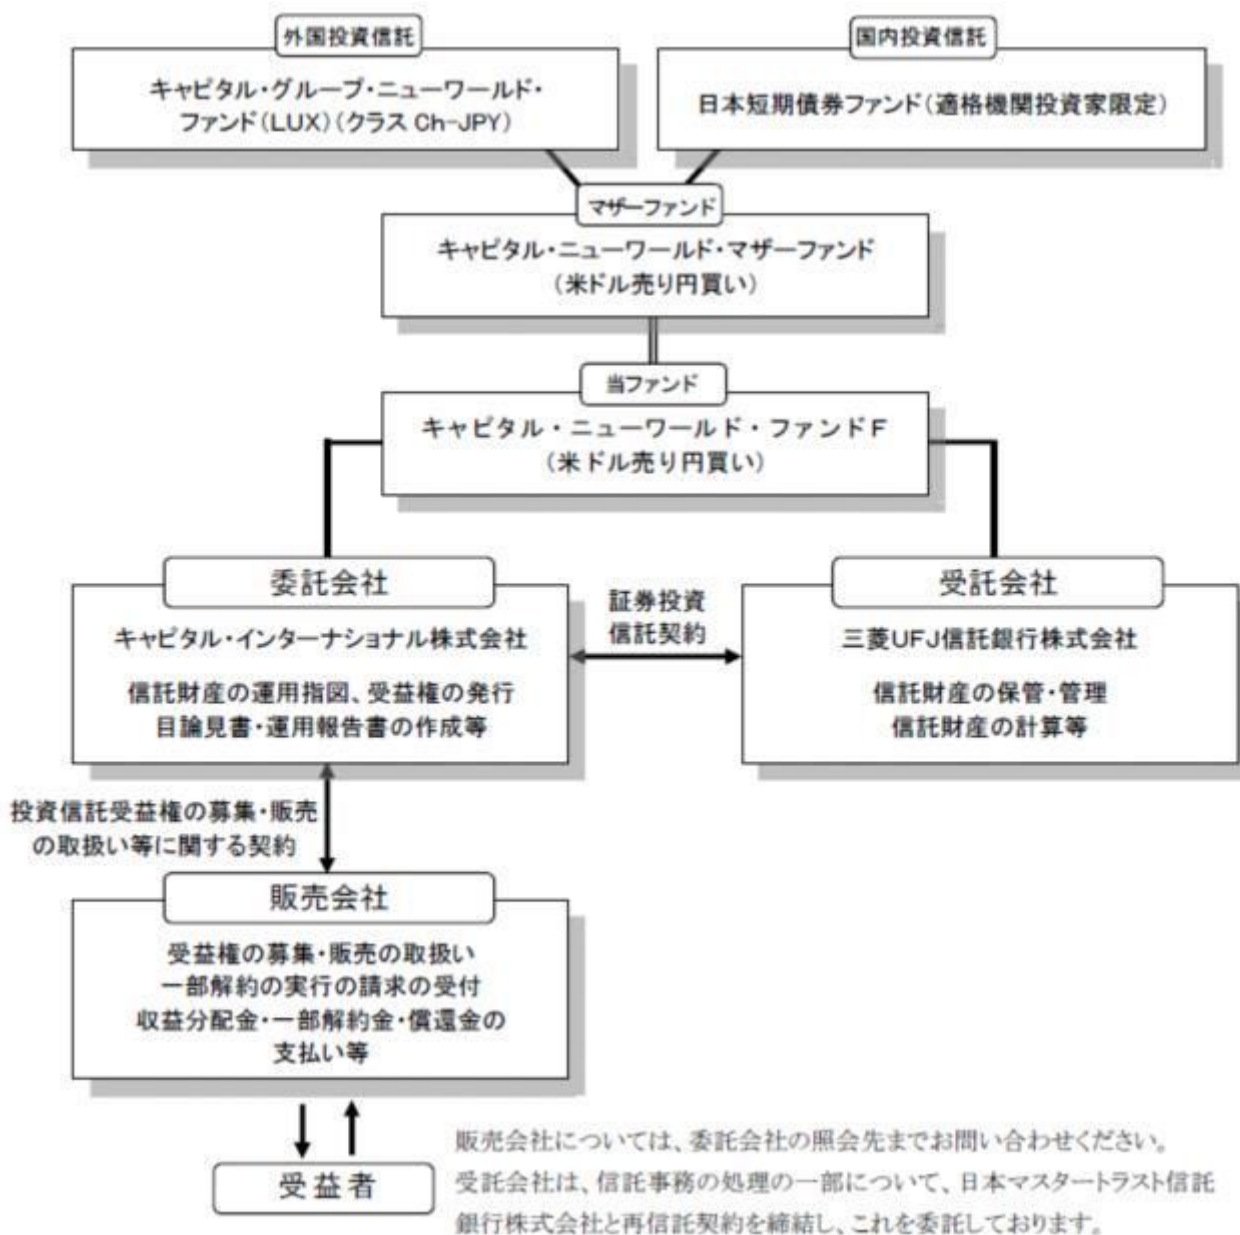 外国投資信託
キャピタル・グループ・ニューワールド・
ファンド(LUX)(クラス Ch-JPY)
国内投資信託
日本短期債券ファンド(適格機関投資家限定)
マザーファンド
キャピタル・ニューワールド・マザーファンド
(米ドル売り円買い)
当ファンド
キャピタル・ニューワールド・ファンドF
(米ドル売り円買い)
委託会社
キャピタル・インターナショナル株式会社
信託財産の運用指図、受益権の発行
目論見書・運用報告書の作成等
証券投資
信託契約
受託会社
三菱UFJ信託銀行株式会社
信託財産の保管・管理
信託財産の計算等
投資信託受益権の募集・販売
の取扱い等に関する契約
販売会社
受益権の募集・販売の取扱い
一部解約の実行の請求の受付
収益分配金・一部解約金・償還金の
支払い等
受益者
販売会社については、委託会社の照会先までお問い合わせください。
受託会社は、信託事務の処理の一部について、日本マスタートラスト信託
銀行株式会社と再信託契約を締結し、これを委託しております。